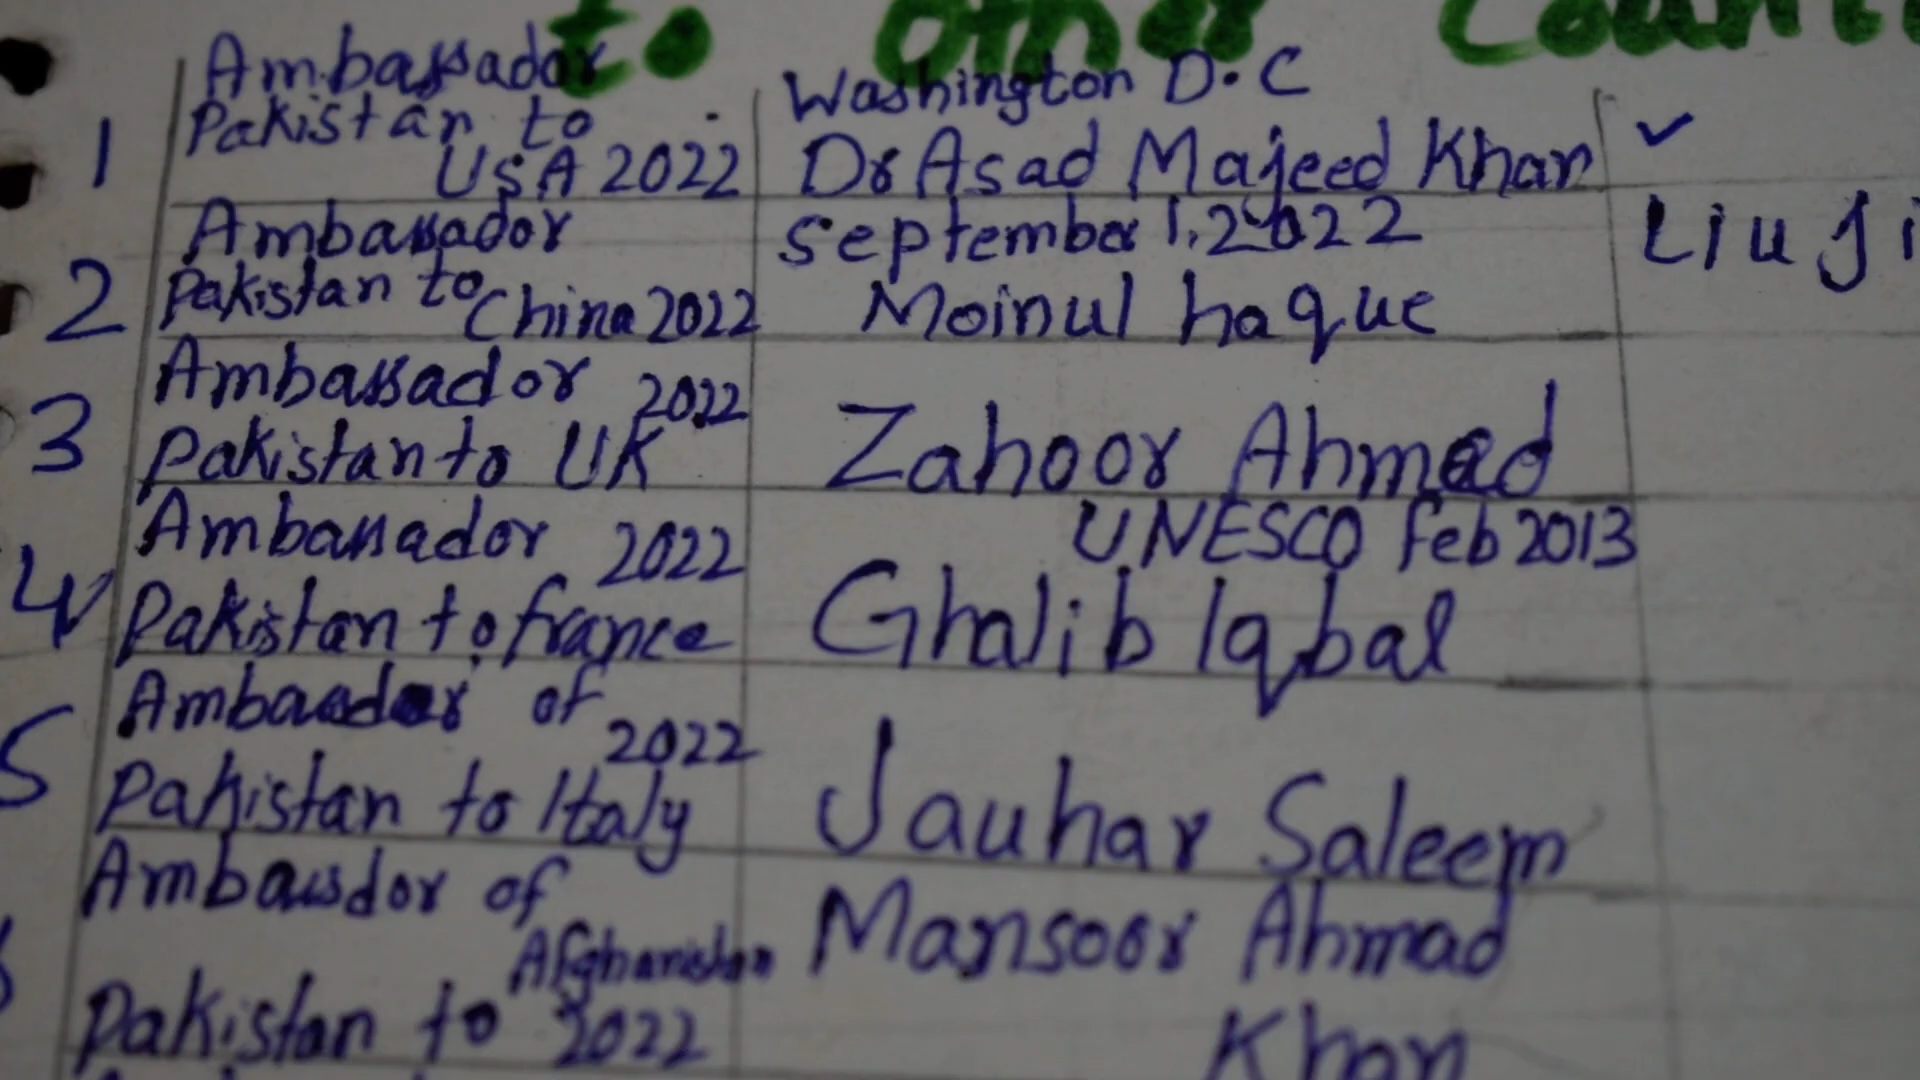 to other
Ambassador
Pakistan to
1 USA 2022
Washington D.C
Dr Asad Majeed Khan
Ambassador
2 Pakistan to China 2022
September 1, 2022
Moinul haque
Liu Ji
Ambassador 2022
3 Pakistan to UK
Zahoor Ahmad
Ambassador 2022
4 Pakistan to france
UNESCO Feb 2013
Ghalib Iqbal
Ambasdor of
2022
5 Pakistan to Italy
Jauhar Saleem
Ambausdor of
Afghanistan
Pakistan to 2022
Mansoor Ahmad
Khan